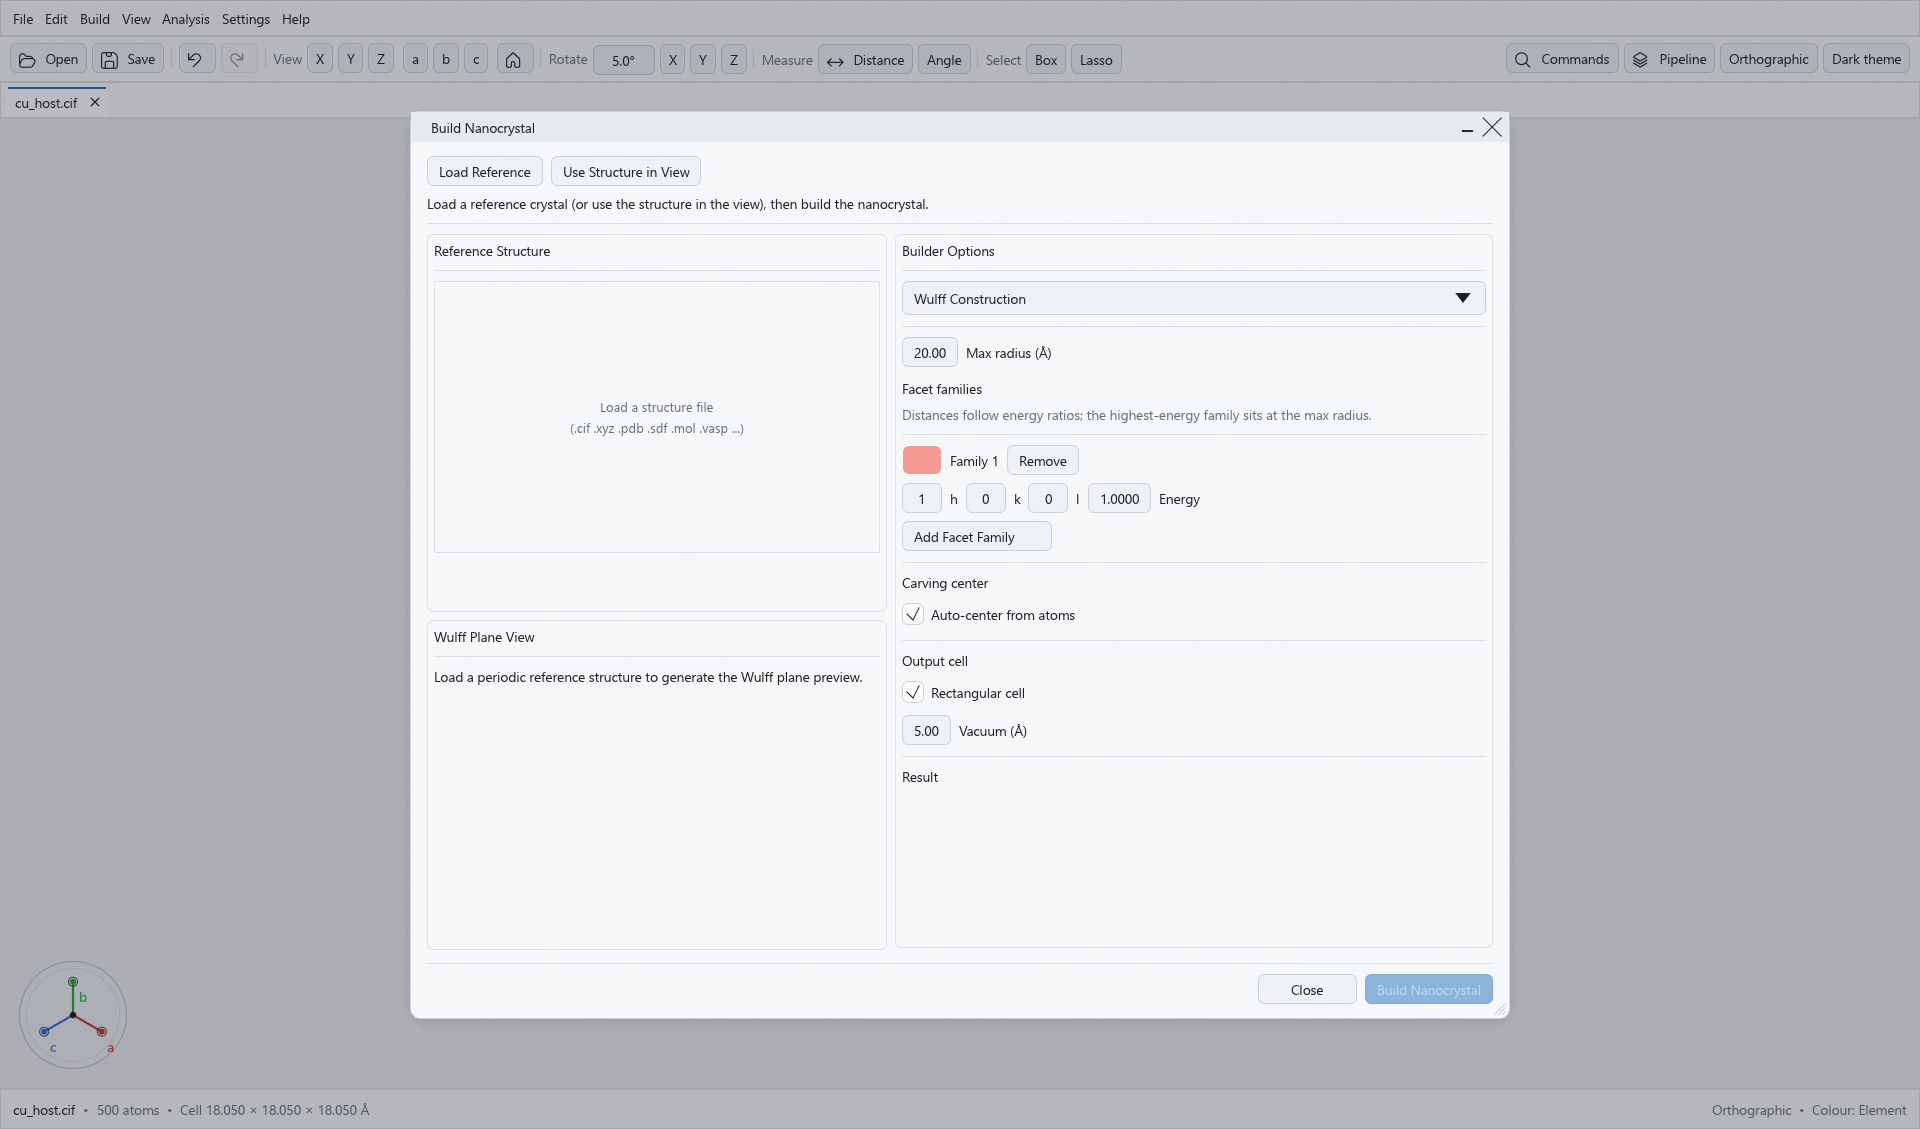 File Edit Build View Analysis Settings Help
Open Save View X Y Z a b c Rotate 5.0° X Y Z Measure Distance Angle Select Box Lasso Commands Pipeline Orthographic Dark theme
cu_host.cif
Build Nanocrystal
Load Reference Use Structure in View
Load a reference crystal (or use the structure in the view), then build the nanocrystal.
Reference Structure
Load a structure file
(.cif .xyz .pdb .sdf .mol .vasp ...)
Wulff Plane View
Load a periodic reference structure to generate the Wulff plane preview.
Builder Options
Wulff Construction
20.00 Max radius (Å)
Facet families
Distances follow energy ratios; the highest-energy family sits at the max radius.
Family 1 Remove
1 h 0 k 0 l 1.0000 Energy
Add Facet Family
Carving center
Auto-center from atoms
Output cell
Rectangular cell
5.00 Vacuum (Å)
Result
Close Build Nanocrystal
b
c a
cu_host.cif • 500 atoms • Cell 18.050 × 18.050 × 18.050 Å Orthographic • Colour: Element